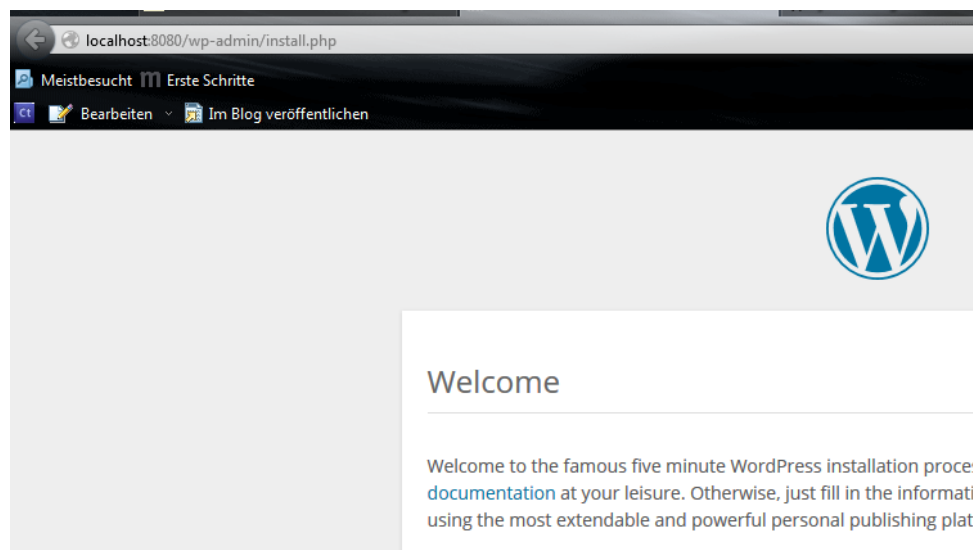 localhost:8080/wp-admin/install.php
Meistbesucht m Erste Schritte
Ct Bearbeiten Im Blog veröffentlichen
W
Welcome
Welcome to the famous five minute WordPress installation proces
documentation at your leisure. Otherwise, just fill in the informati
using the most extendable and powerful personal publishing plat